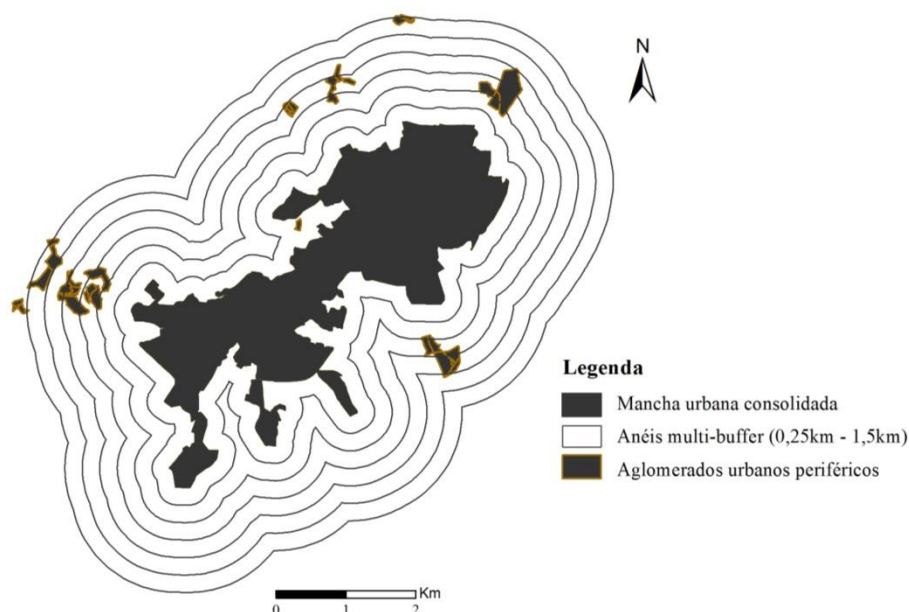 N
Legenda
Mancha urbana consolidada
Anéis multi-buffer (0,25km - 1,5km)
Aglomerados urbanos periféricos
Km
0 1 2